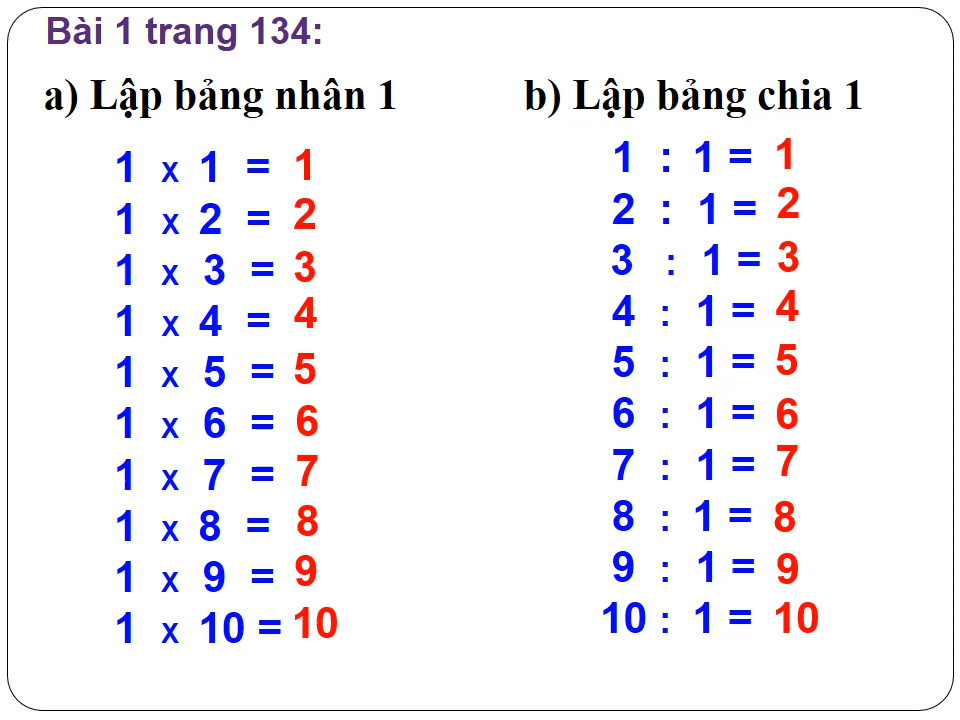 Bài 1 trang 134:
a) Lập bảng nhân 1
1 x 1 = 1
1 x 2 = 2
1 x 3 = 3
1 x 4 = 4
1 x 5 = 5
1 x 6 = 6
1 x 7 = 7
1 x 8 = 8
1 x 9 = 9
1 x 10 = 10
b) Lập bảng chia 1
1 : 1 = 1
2 : 1 = 2
3 : 1 = 3
4 : 1 = 4
5 : 1 = 5
6 : 1 = 6
7 : 1 = 7
8 : 1 = 8
9 : 1 = 9
10 : 1 = 10